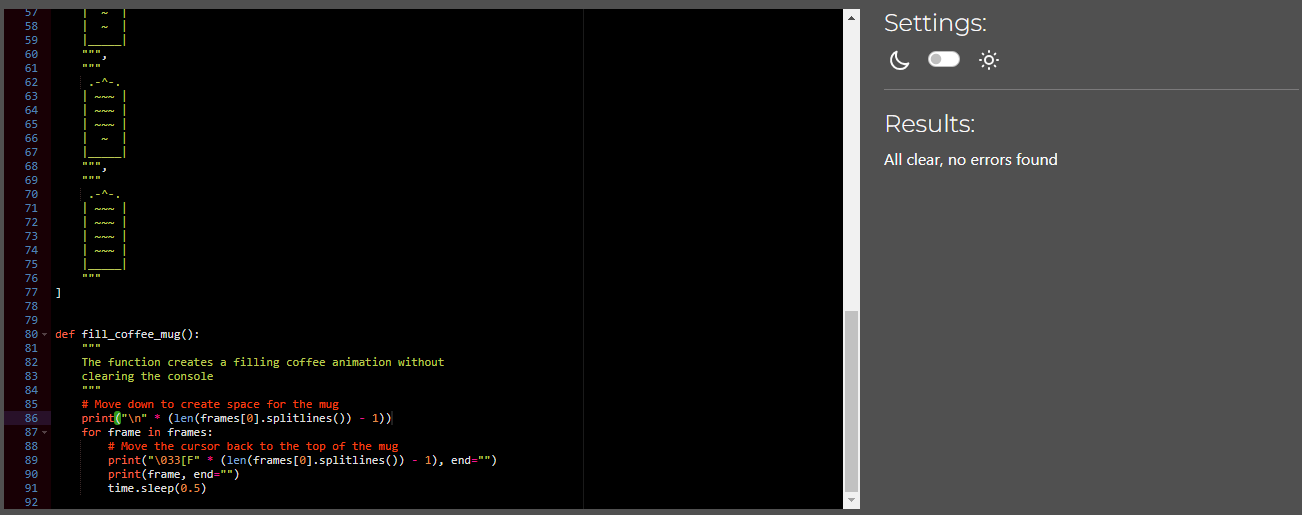 57         |  ~  |
58         |  ~  |
59         |_____|
60     """,
61     """
62      .-^-.
63     | ~~~ |
64     | ~~~ |
65     | ~~~ |
66     |  ~  |
67     |_____|
68     """,
69     """
70      .-^-.
71     | ~~~ |
72     | ~~~ |
73     | ~~~ |
74     | ~~~ |
75     |_____|
76     """
77 ]
78
79
80 def fill_coffee_mug():
81     """
82     The function creates a filling coffee animation without
83     clearing the console
84     """
85     # Move down to create space for the mug
86     print("\n" * (len(frames[0].splitlines()) - 1))
87     for frame in frames:
88         # Move the cursor back to the top of the mug
89         print("\033[F" * (len(frames[0].splitlines()) - 1), end="")
90         print(frame, end="")
91         time.sleep(0.5)
92
Settings:
Results:
All clear, no errors found